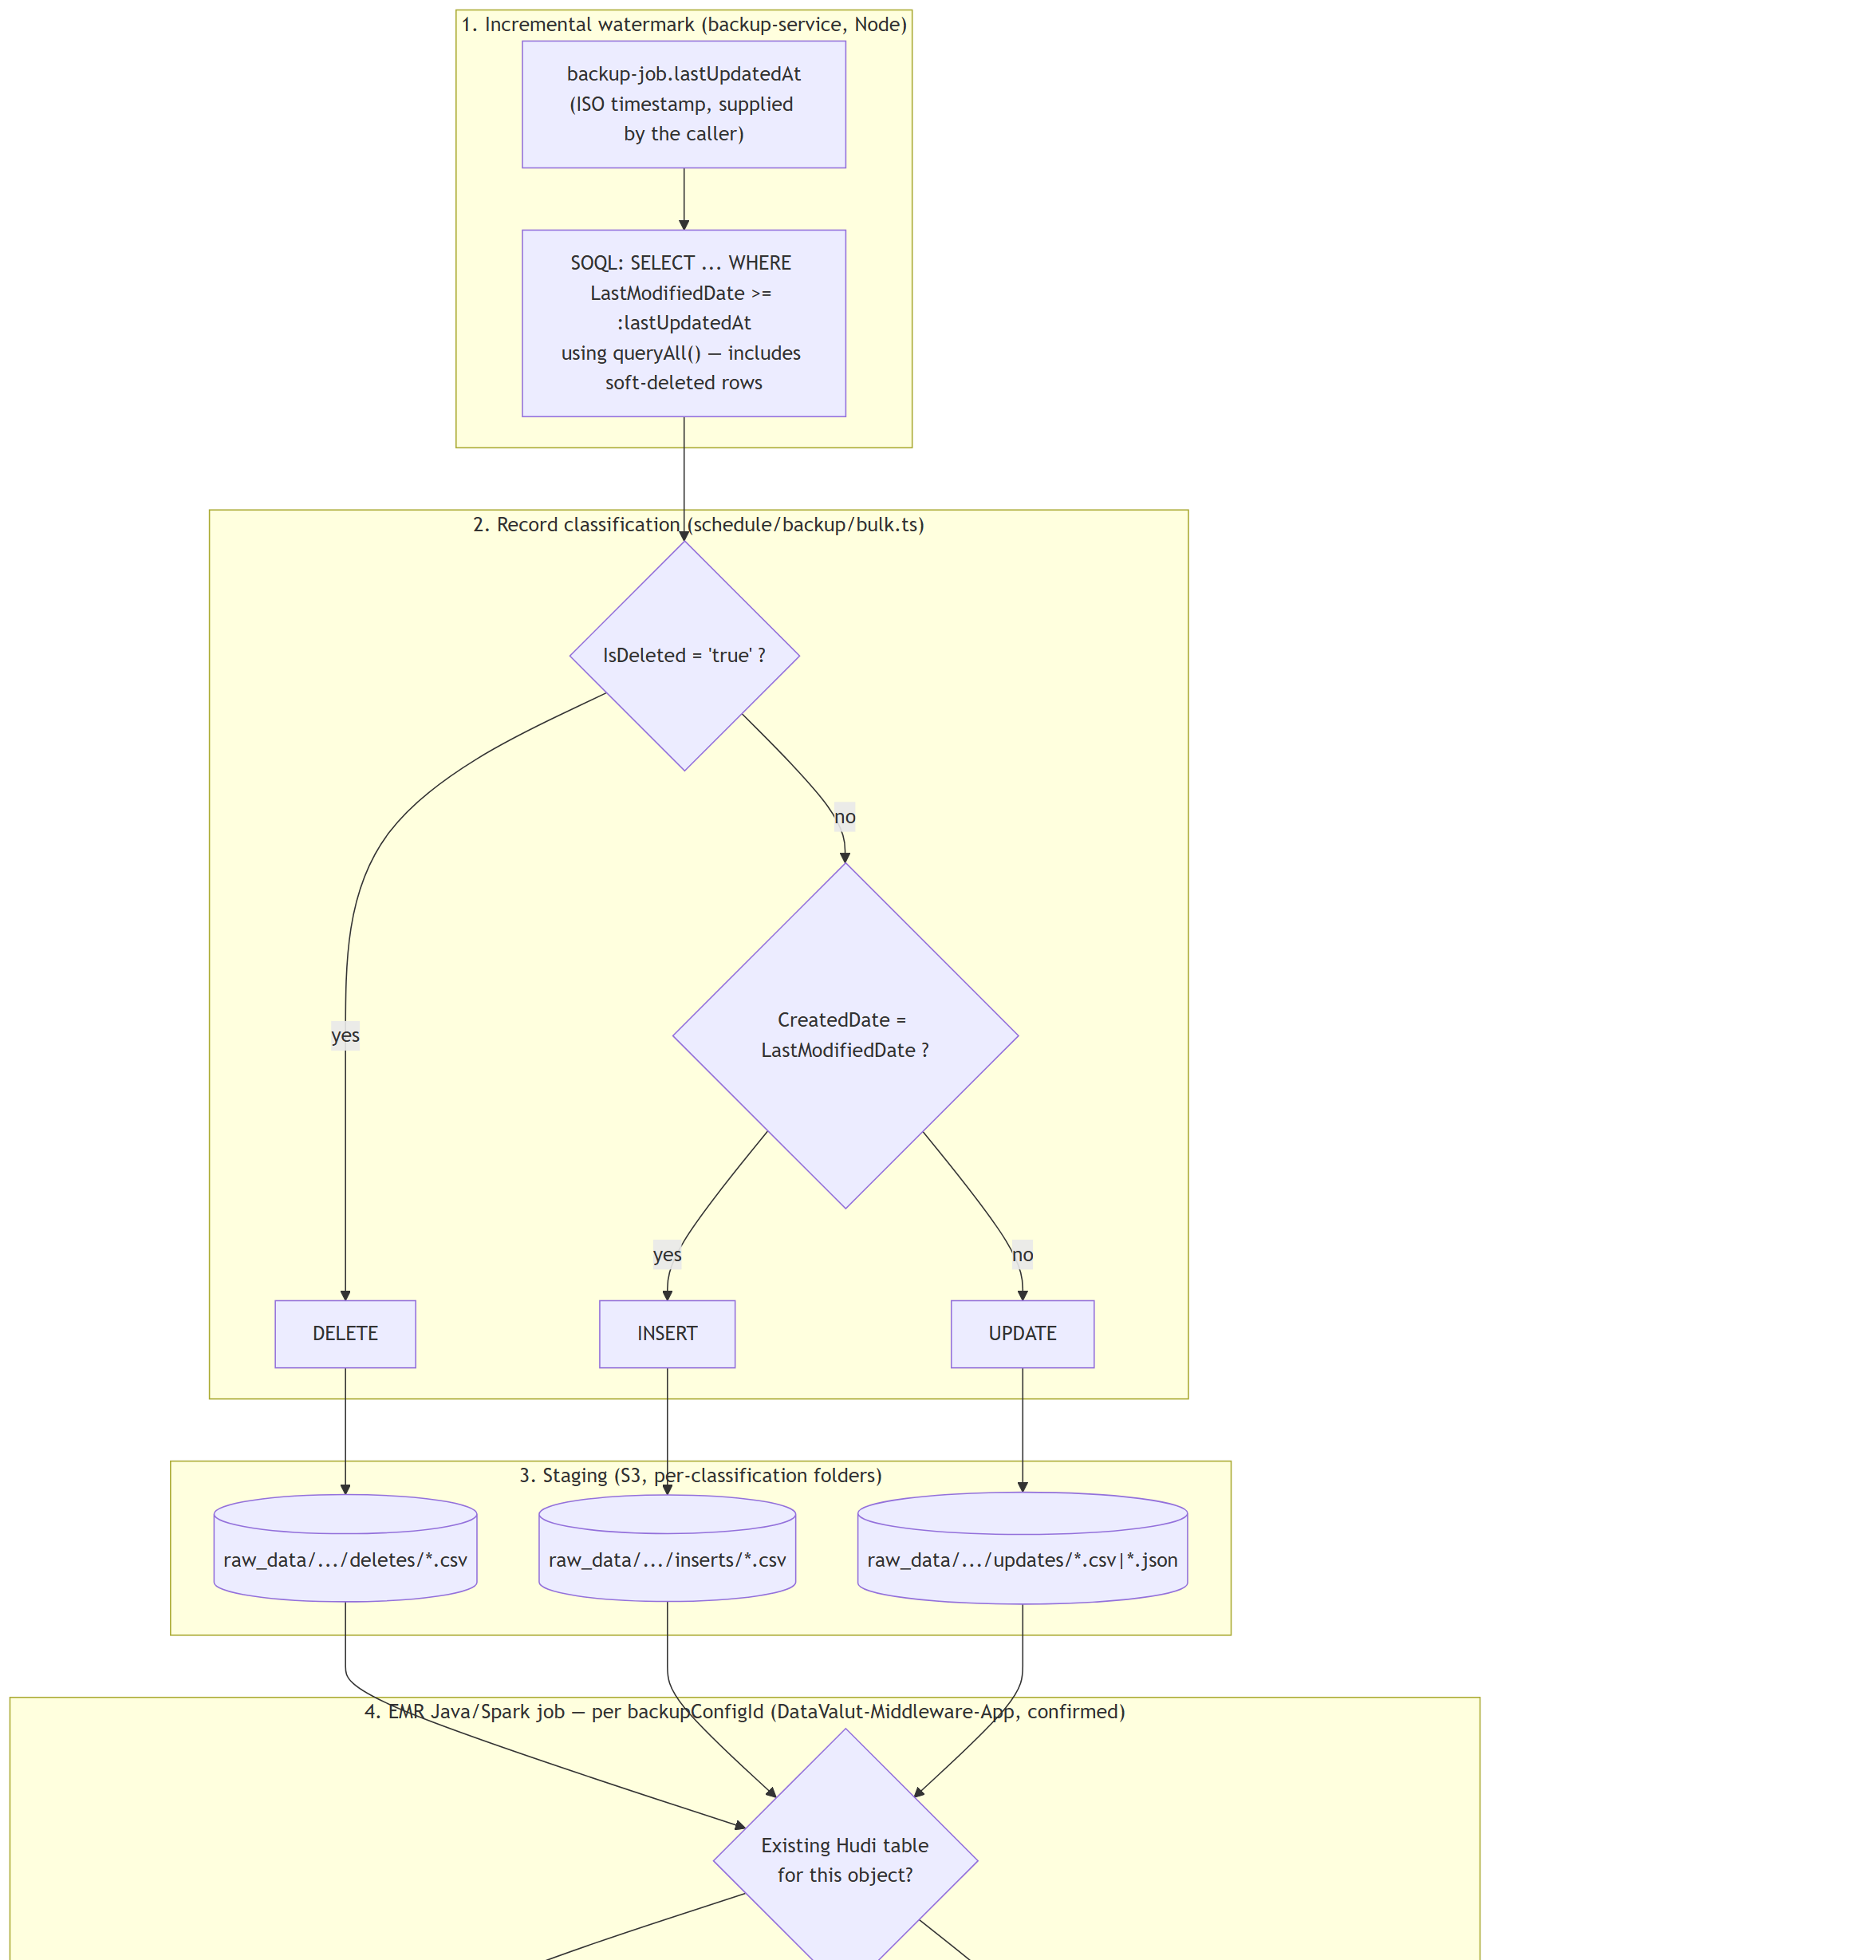 1. Incremental watermark (backup-service, Node)
backup-job.lastUpdatedAt
(ISO timestamp, supplied
by the caller)
SOQL: SELECT ... WHERE
LastModifiedDate >=
:lastUpdatedAt
using queryAll() — includes
soft-deleted rows
2. Record classification (schedule/backup/bulk.ts)
IsDeleted = 'true' ?
no
CreatedDate =
LastModifiedDate ?
yes
yes
no
DELETE
INSERT
UPDATE
3. Staging (S3, per-classification folders)
raw_data/.../deletes/*.csv
raw_data/.../inserts/*.csv
raw_data/.../updates/*.csv|*.json
4. EMR Java/Spark job — per backupConfigId (DataValut-Middleware-App, confirmed)
Existing Hudi table
for this object?